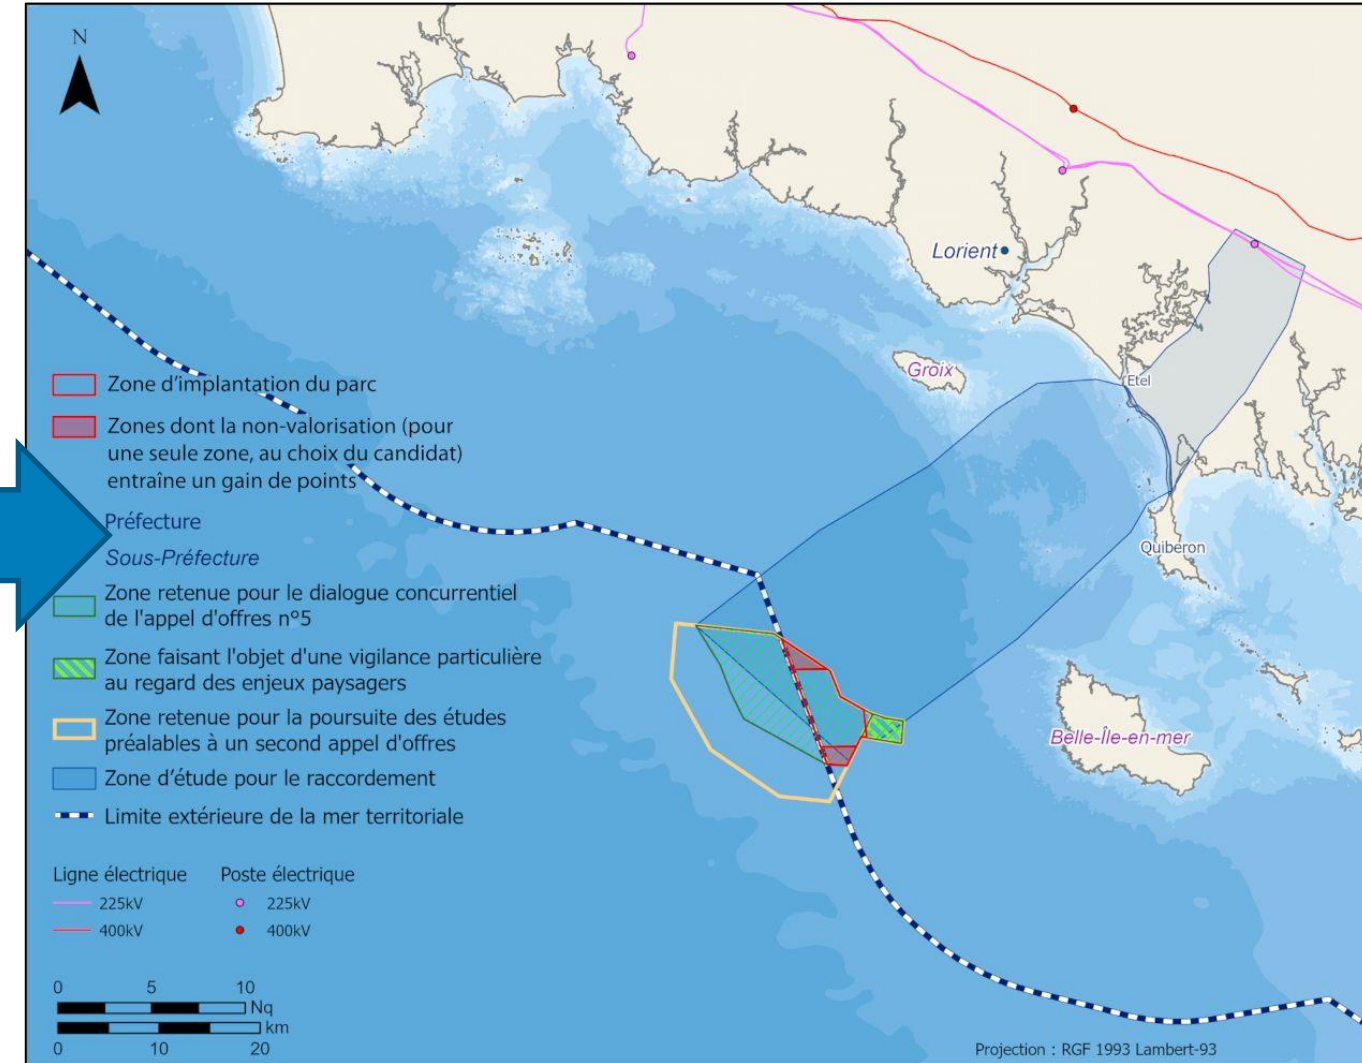 N
Lorient
Groix
Etel
Quiberon
Belle-Île-en-mer
Zone d'implantation du parc
Zones dont la non-valorisation (pour
une seule zone, au choix du candidat)
entraîne un gain de points
Préfecture
Sous-Préfecture
Zone retenue pour le dialogue concurrentiel
de l'appel d'offres n°5
Zone faisant l'objet d'une vigilance particulière
au regard des enjeux paysagers
Zone retenue pour la poursuite des études
préalables à un second appel d'offres
Zone d'étude pour le raccordement
Limite extérieure de la mer territoriale
Ligne électrique Poste électrique
225kV 225kV
400kV 400kV
0 5 10
Nq
km
0 10 20
Projection : RGF 1993 Lambert-93